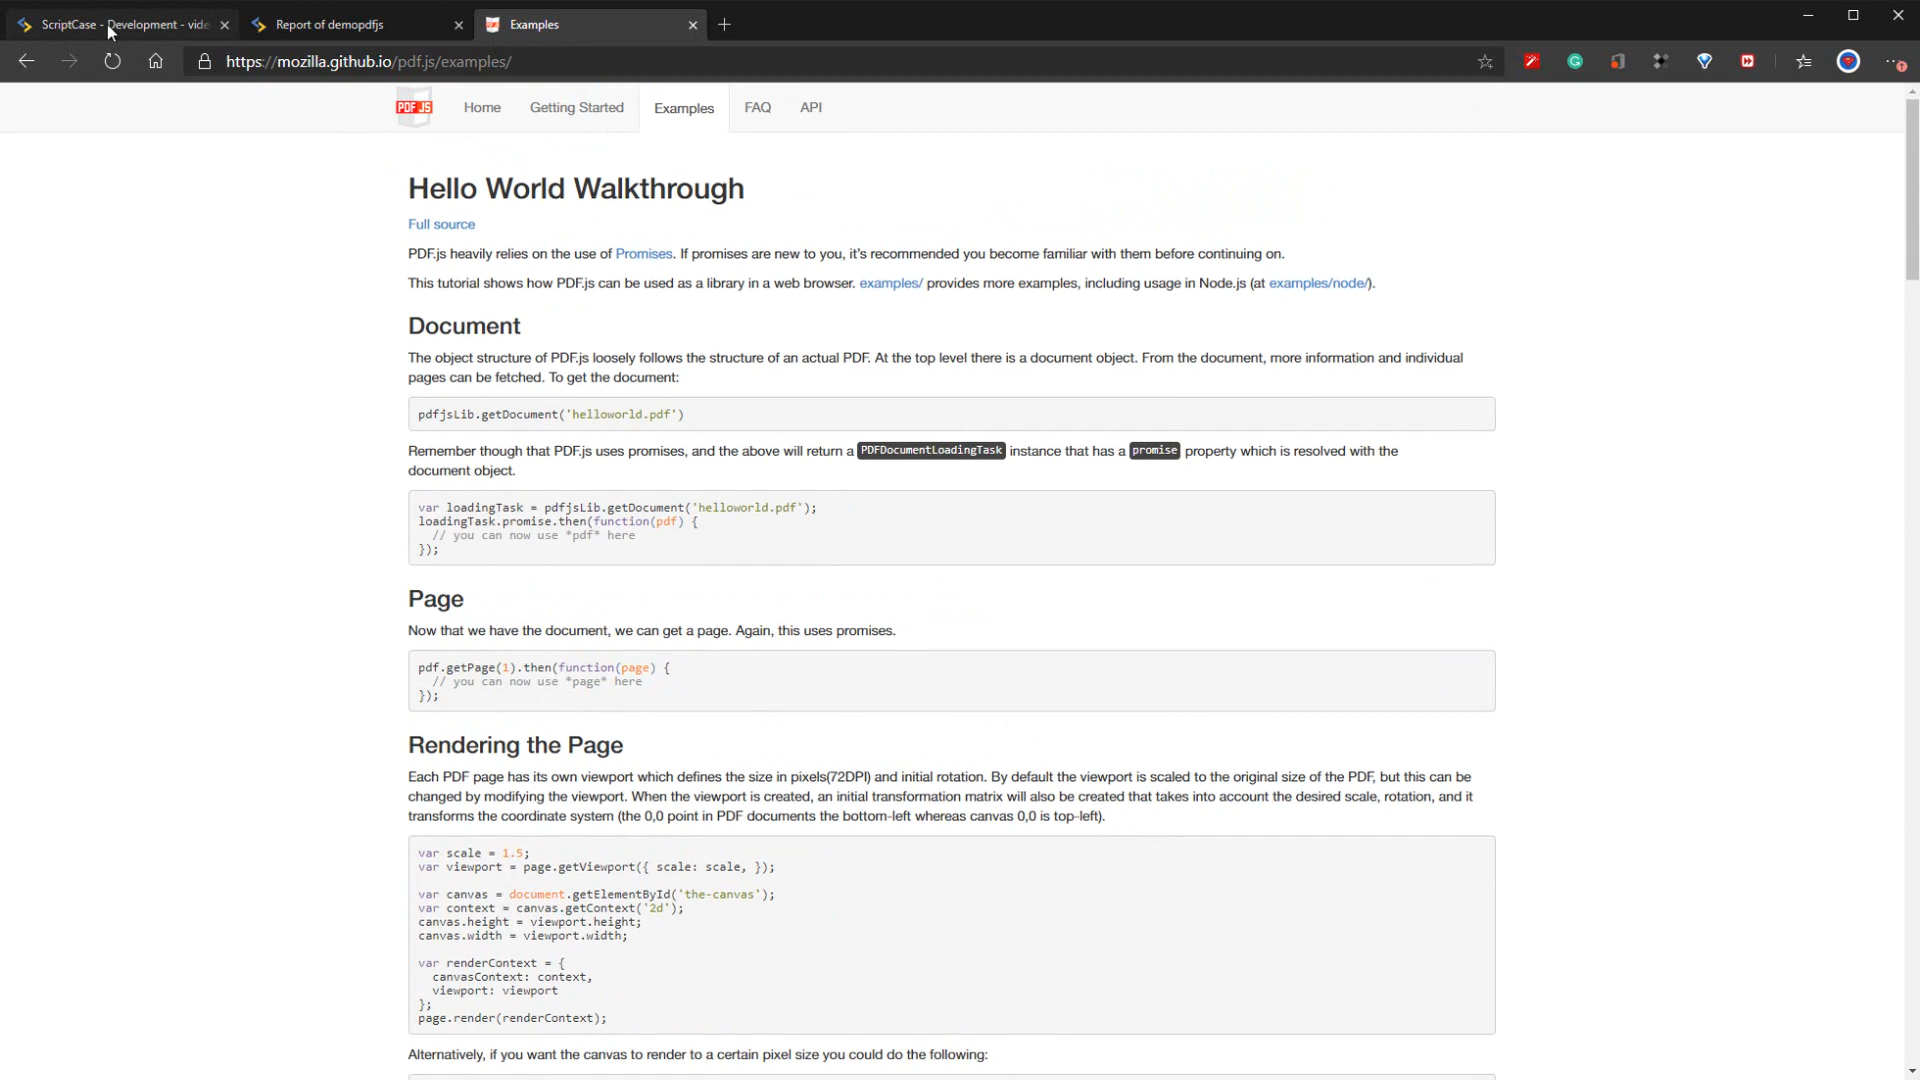 ScriptCase - Development - vide
Report of demopdfjs
Examples
https://mozilla.github.io/pdf.js/examples/
PDF JS
Home
Getting Started
Examples
FAQ
API
Hello World Walkthrough
Full source
PDF.js heavily relies on the use of Promises. If promises are new to you, it's recommended you become familiar with them before continuing on.
This tutorial shows how PDF.js can be used as a library in a web browser. examples/ provides more examples, including usage in Node.js (at examples/node/).
Document
The object structure of PDF.js loosely follows the structure of an actual PDF. At the top level there is a document object. From the document, more information and individual
pages can be fetched. To get the document:
pdfjsLib.getDocument('helloworld.pdf')
Remember though that PDF.js uses promises, and the above will return a PDFDocumentLoadingTask instance that has a promise property which is resolved with the
document object.
var loadingTask = pdfjsLib.getDocument('helloworld.pdf');
loadingTask.promise.then(function(pdf) {
// you can now use *pdf* here
});
Page
Now that we have the document, we can get a page. Again, this uses promises.
pdf.getPage(1).then(function(page) {
// you can now use *page* here
});
Rendering the Page
Each PDF page has its own viewport which defines the size in pixels(72DPI) and initial rotation. By default the viewport is scaled to the original size of the PDF, but this can be
changed by modifying the viewport. When the viewport is created, an initial transformation matrix will also be created that takes into account the desired scale, rotation, and it
transforms the coordinate system (the 0,0 point in PDF documents the bottom-left whereas canvas 0,0 is top-left).
var scale = 1.5;
var viewport = page.getViewport({ scale: scale, });
var canvas = document.getElementById('the-canvas');
var context = canvas.getContext('2d');
canvas.height = viewport.height;
canvas.width = viewport.width;
var renderContext = {
canvasContext: context,
viewport: viewport
};
page.render(renderContext);
Alternatively, if you want the canvas to render to a certain pixel size you could do the following: